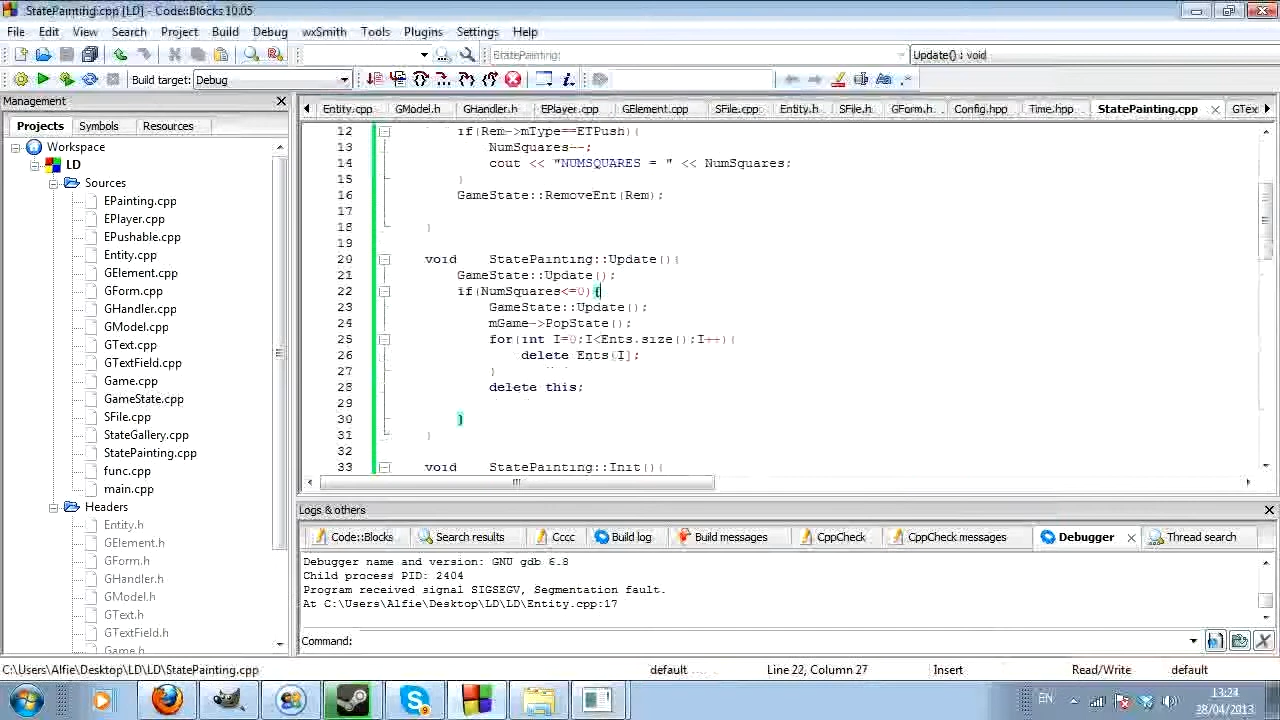 StatePainting.cpp [LD] - Code::Blocks 10.05
File Edit View Search Project Build Debug wxSmith Tools Plugins Settings Help
StatePainting: Update() : void
Build target: Debug
Management
Projects Symbols Resources
Entity.cpp GModel.h GHandler.h EPlayer.cpp GElement.cpp SFile.cpp Entity.h SFile.h GForm.h Config.hpp Time.hpp StatePainting.cpp GTex
Workspace
LD
Sources
EPainting.cpp
EPlayer.cpp
EPushable.cpp
Entity.cpp
GElement.cpp
GForm.cpp
GHandler.cpp
GModel.cpp
GText.cpp
GTextField.cpp
Game.cpp
GameState.cpp
SFile.cpp
StateGallery.cpp
StatePainting.cpp
func.cpp
main.cpp
Headers
Entity.h
GElement.h
GForm.h
GHandler.h
GModel.h
GText.h
GTextField.h
Game.h
12 if(Rem->mType==ETPush){
13 NumSquares--;
14 cout << "NUMSQUARES = " << NumSquares;
15 }
16 GameState::RemoveEnt(Rem);
17
18 }
19
20 void StatePainting::Update(){
21 GameState::Update();
22 if(NumSquares<=0){
23 GameState::Update();
24 mGame->PopState();
25 for(int I=0;I<Ents.size();I++){
26 delete Ents[I];
27 }
28 delete this;
29
30 }
31 }
32
33 void StatePainting::Init(){
Logs & others
Code::Blocks Search results Cccc Build log Build messages CppCheck CppCheck messages Debugger Thread search
Debugger name and version: GNU gdb 6.8
Child process PID: 2404
Program received signal SIGSEGV, Segmentation fault.
At C:\Users\Alfie\Desktop\LD\LD\Entity.cpp:17
Command:
C:\Users\Alfie\Desktop\LD\LD\StatePainting.cpp default Line 22, Column 27 Insert Read/Write default
EN 13:24
28/04/2013